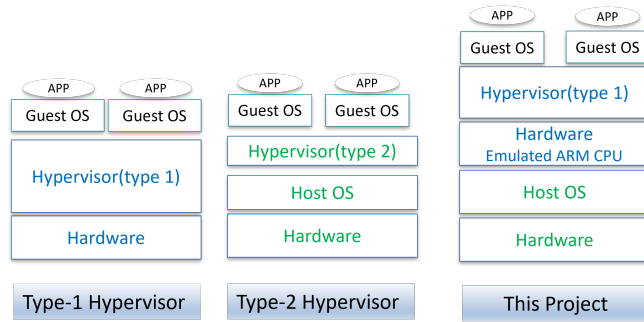 APP
APP
Guest OS
Guest OS
Hypervisor(type 1)
Hardware
Type-1 Hypervisor
APP
APP
Guest OS
Guest OS
Hypervisor(type 2)
Host OS
Hardware
Type-2 Hypervisor
APP
APP
Guest OS
Guest OS
Hypervisor(type 1)
Hardware
Emulated ARM CPU
Host OS
Hardware
This Project